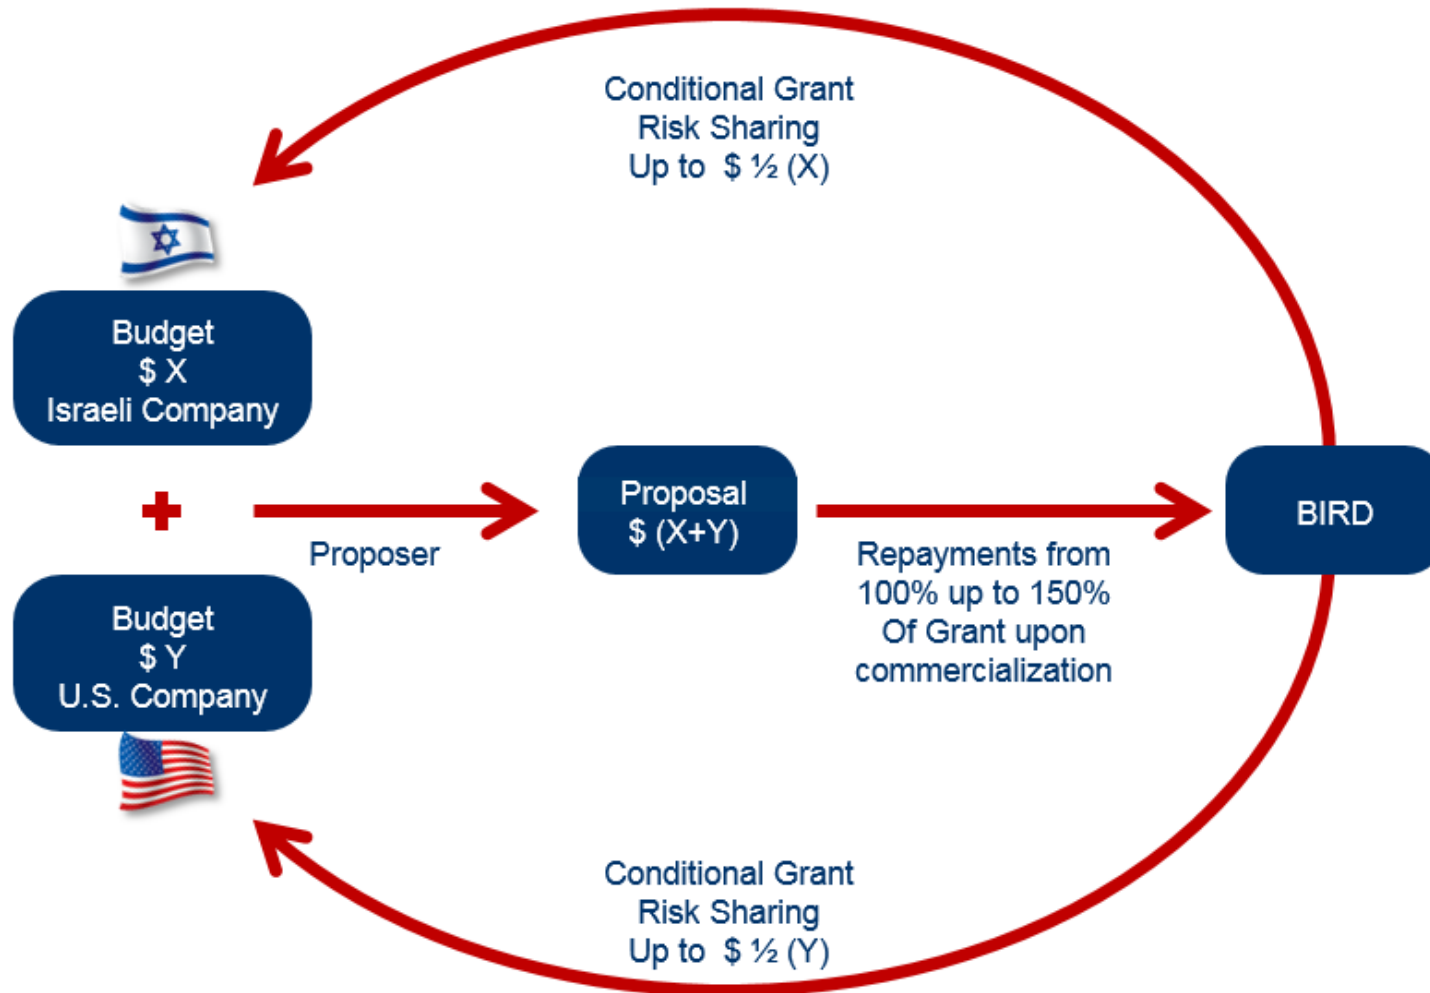 Conditional Grant
Risk Sharing
Up to $ ½ (X)
Budget
$ X
Israeli Company
Proposer
Proposal
$ (X+Y)
Repayments from
100% up to 150%
Of Grant upon
commercialization
BIRD
Budget
$ Y
U.S. Company
Conditional Grant
Risk Sharing
Up to $ ½ (Y)